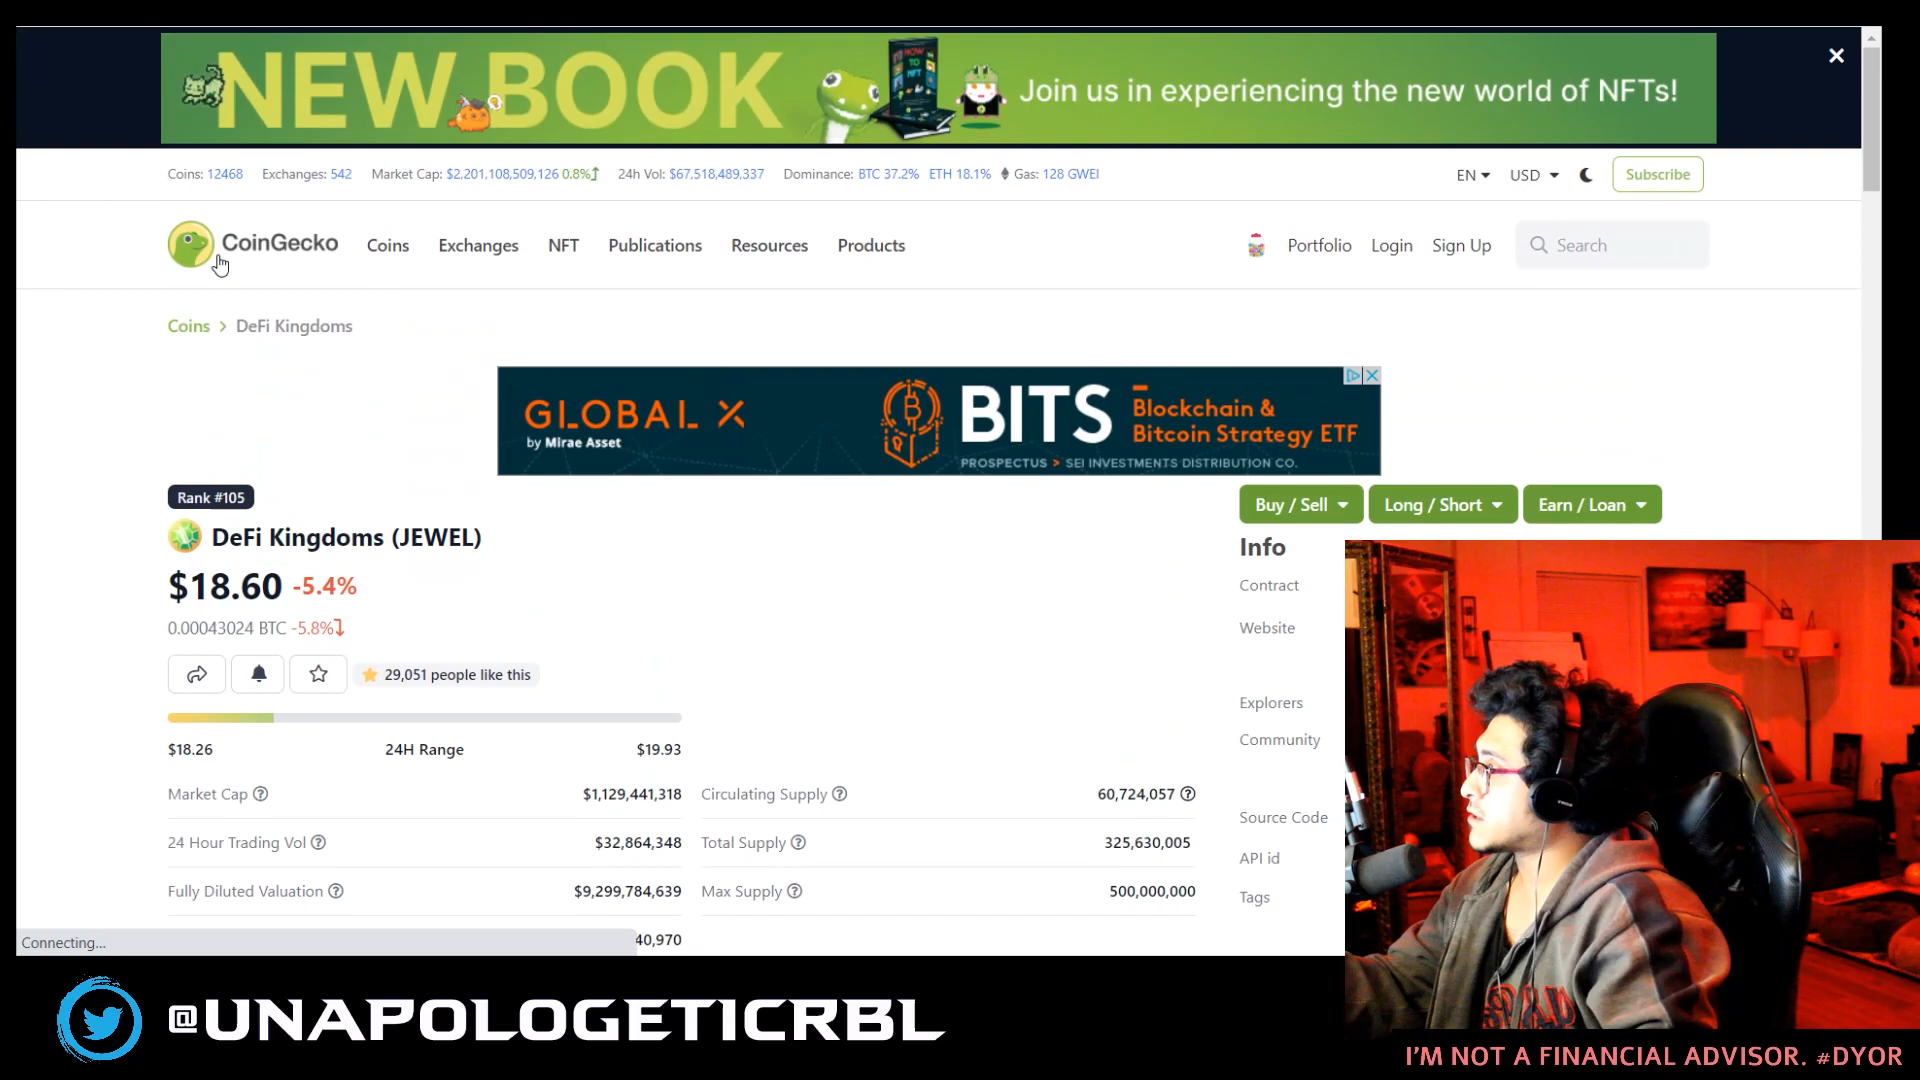 NEW BOOK
HOW TO NFT
Join us in experiencing the new world of NFTs!
Coins: 12468 Exchanges: 542 Market Cap: $2,201,108,509,126 0.8% 24h Vol: $67,518,489,337 Dominance: BTC 37.2% ETH 18.1% Gas: 128 GWEI
EN USD Subscribe
CoinGecko Coins Exchanges NFT Publications Resources Products
Portfolio Login Sign Up Search
Coins > DeFi Kingdoms
GLOBAL X
by Mirae Asset
BITS
Blockchain &
Bitcoin Strategy ETF
PROSPECTUS > SEI INVESTMENTS DISTRIBUTION CO.
Rank #105
DeFi Kingdoms (JEWEL)
$18.60 -5.4%
0.00043024 BTC -5.8%
29,051 people like this
$18.26 24H Range $19.93
Market Cap $1,129,441,318
24 Hour Trading Vol $32,864,348
Fully Diluted Valuation $9,299,784,639
40,970
Circulating Supply 60,724,057
Total Supply 325,630,005
Max Supply 500,000,000
Buy / Sell Long / Short Earn / Loan
Info
Contract
Website
Explorers
Community
Source Code
API id
Tags
Connecting...
@UNAPOLOGETICRBL
I'M NOT A FINANCIAL ADVISOR. #DYOR